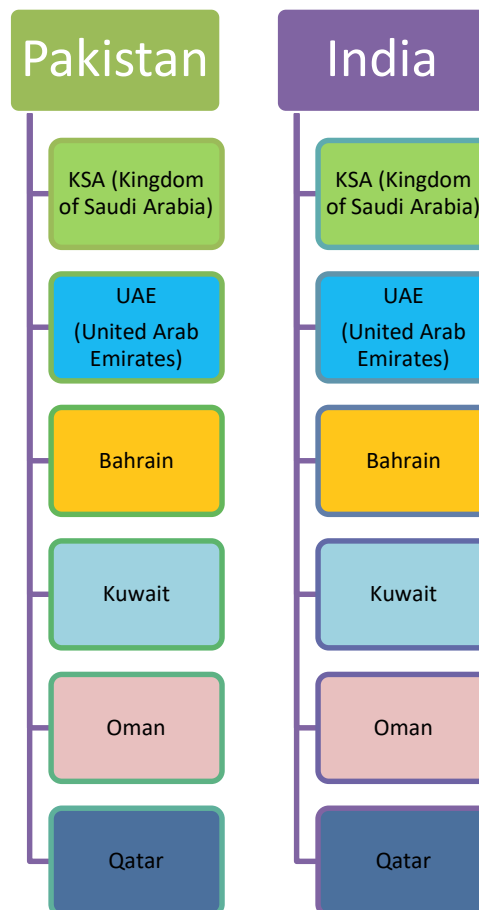 Pakistan
KSA (Kingdom
of Saudi Arabia)
UAE
(United Arab
Emirates)
Bahrain
Kuwait
Oman
Qatar
India
KSA (Kingdom
of Saudi Arabia)
UAE
(United Arab
Emirates)
Bahrain
Kuwait
Oman
Qatar